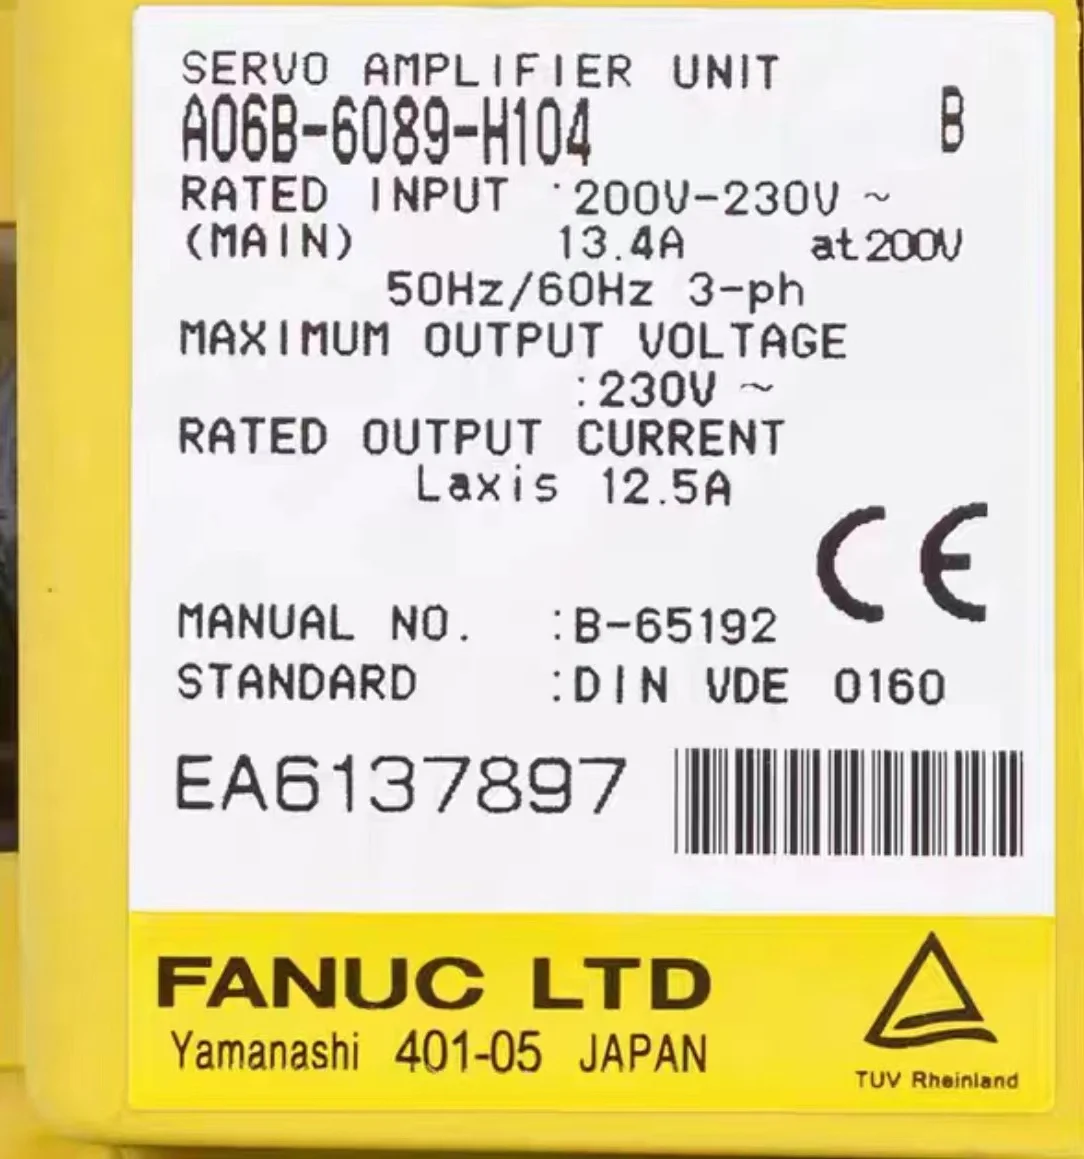 SERVO AMPLIFIER UNIT
A06B-6089-H104 B
RATED INPUT :200V-230V ~
(MAIN) 13.4A at 200V
50Hz/60Hz 3-ph
MAXIMUM OUTPUT VOLTAGE
:230V ~
RATED OUTPUT CURRENT
Laxis 12.5A
CE
MANUAL NO. :B-65192
STANDARD :DIN VDE 0160
EA6137897
FANUC LTD
Yamanashi 401-05 JAPAN
TUV Rheinland